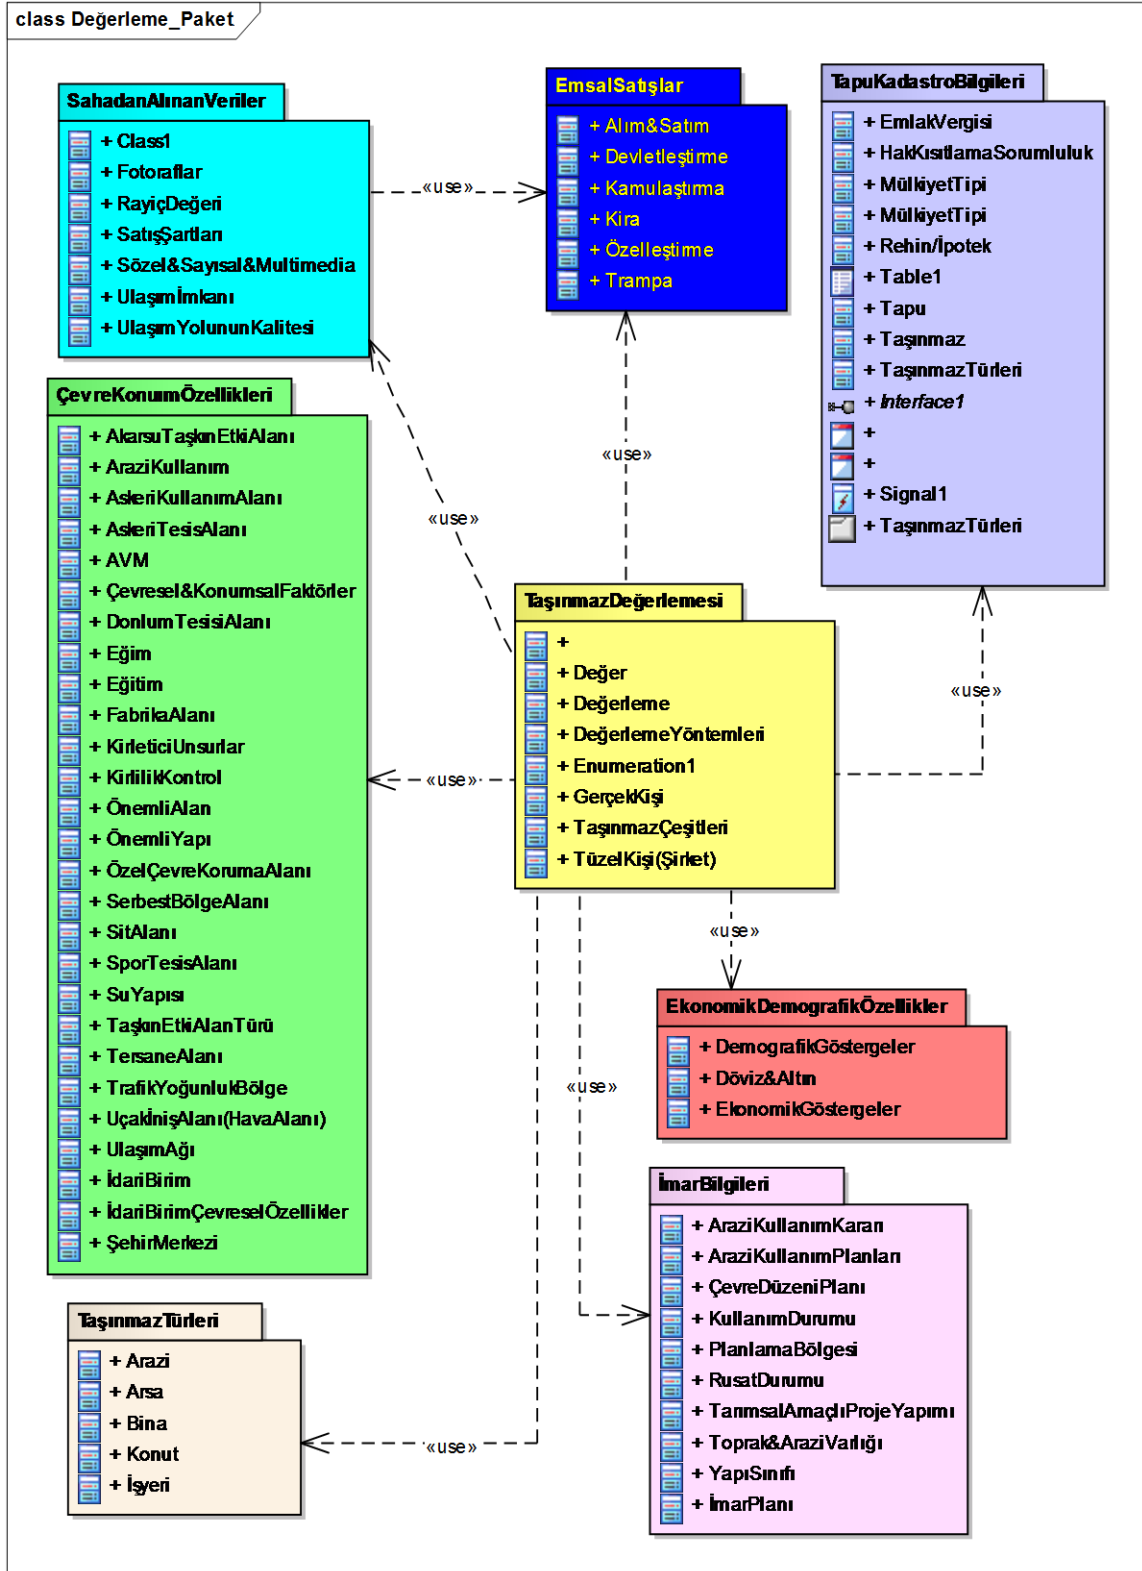 class Değerleme_Paket
SahadanAlınanVeriler
+ Class1
+ Fotoraflar
+ RayiçDeğeri
+ SatışŞartları
+ Sözel&Sayısal&Multimedia
+ Ulaşımİmkanı
+ UlaşımYolununKalitesi
«use»
EmsalSatışlar
+ Alım&Satım
+ Devletleştirme
+ Kamulaştırma
+ Kira
+ Özelleştirme
+ Trampa
TapuKadastroBilgileri
+ EmlakVergisi
+ HakKısıtlamaSorumluluk
+ MülkiyetTipi
+ MülkiyetTipi
+ Rehin/İpotek
+ Table1
+ Tapu
+ Taşınmaz
+ TaşınmazTürleri
+ Interface1
+
+
+ Signal1
+ TaşınmazTürleri
ÇevreKonumÖzellikleri
+ AkarsuTaşkınEtkiAlanı
+ AraziKullanım
+ AskeriKullanımAlanı
+ AskeriTesisAlanı
+ AVM
+ Çevresel&KonumsalFaktörler
+ DonlumTesisiAlanı
+ Eğim
+ Eğitim
+ FabrikaAlanı
+ KirleticiUnsurlar
+ KirlilikKontrol
+ ÖnemliAlan
+ ÖnemliYapı
+ ÖzelÇevreKorumaAlanı
+ SerbestBölgeAlanı
+ SitAlanı
+ SporTesisAlanı
+ SuYapısı
+ TaşkınEtkiAlanTürü
+ TersaneAlanı
+ TrafikYoğunlukBölge
+ UçakİnişAlanı(HavaAlanı)
+ UlaşımAğı
+ İdariBirim
+ İdariBirimÇevreselÖzellikler
+ ŞehirMerkezi
«use»
«use»
«use»
«use»
TaşınmazDeğerlemesi
+
+ Değer
+ Değerleme
+ DeğerlemeYöntemleri
+ Enumeration1
+ GerçekKişi
+ TaşınmazÇeşitleri
+ TüzelKişi(Şirket)
«use»
EkonomikDemografikÖzellikler
+ DemografikGöstergeler
+ Döviz&Altın
+ EkonomikGöstergeler
«use»
İmarBilgileri
+ AraziKullanımKararı
+ AraziKullanımPlanları
+ ÇevreDüzeniPlanı
+ KullanımDurumu
+ PlanlamaBölgesi
+ RusatDurumu
+ TarımsalAmaçlıProjeYapımı
+ Toprak&AraziVarlığı
+ YapıSınıfı
+ İmarPlanı
TaşınmazTürleri
+ Arazi
+ Arsa
+ Bina
+ Konut
+ İşyeri
«use»